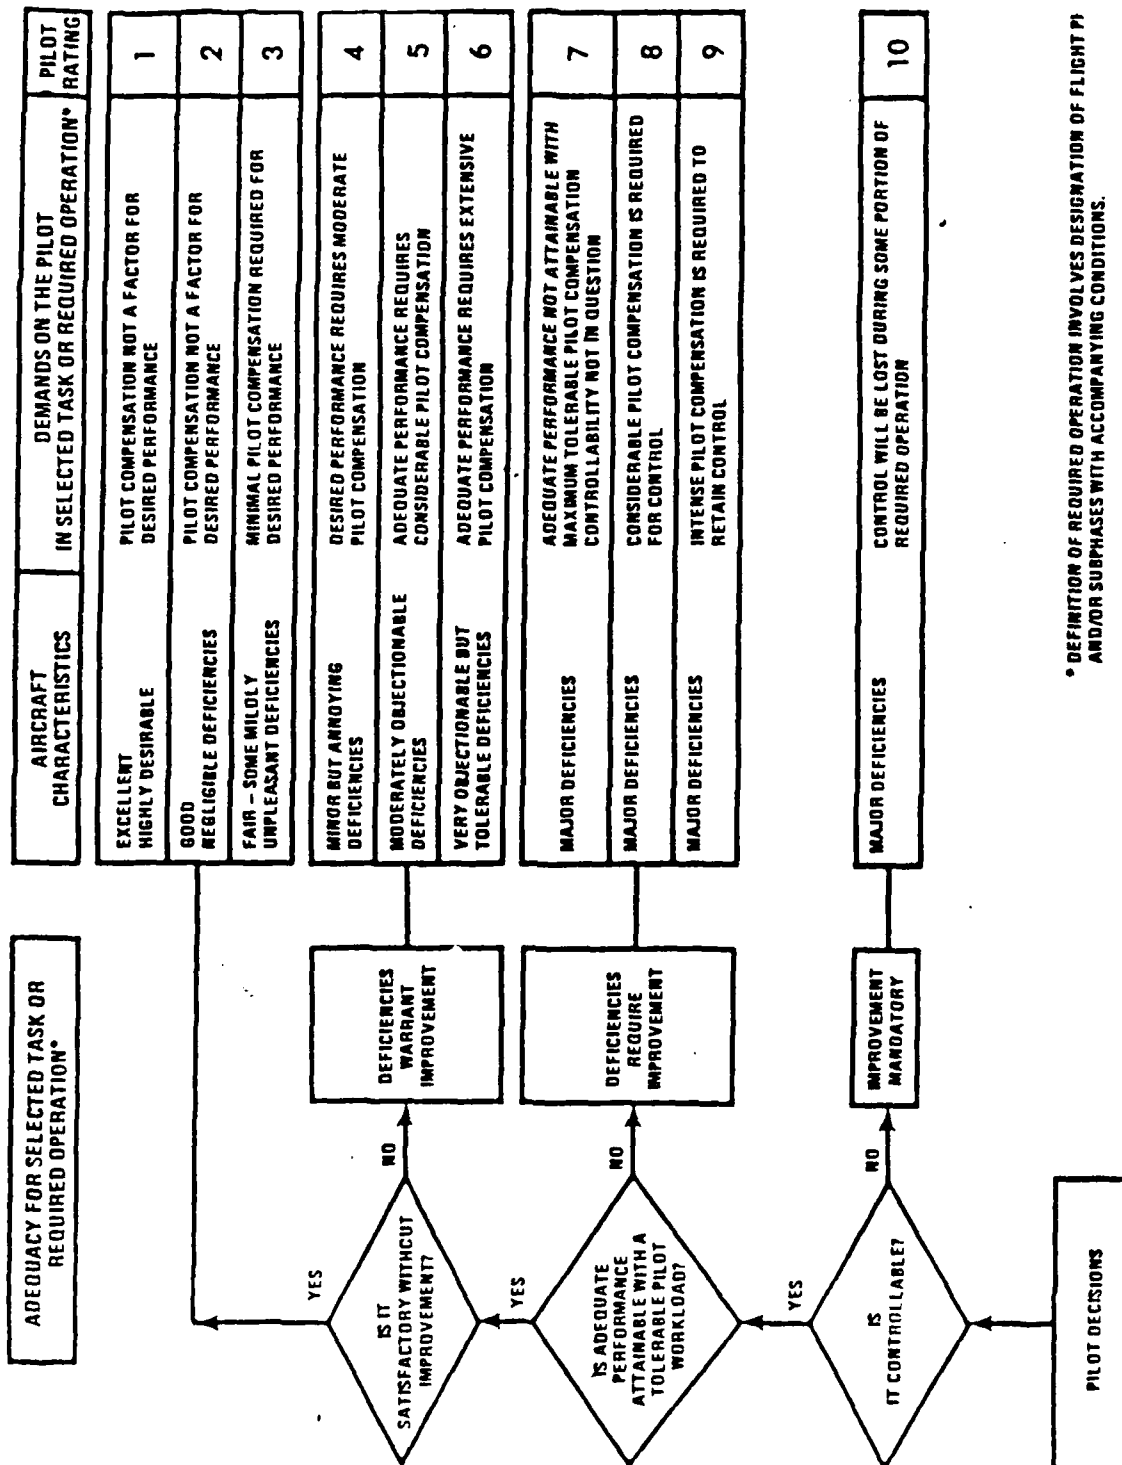 ADEQUACY FOR SELECTED TASK OR
REQUIRED OPERATION*
AIRCRAFT
CHARACTERISTICS
DEMANDS ON THE PILOT
IN SELECTED TASK OR REQUIRED OPERATION*
PILOT
RATING
EXCELLENT
HIGHLY DESIRABLE
PILOT COMPENSATION NOT A FACTOR FOR
DESIRED PERFORMANCE
1
GOOD
NEGLIGIBLE DEFICIENCIES
PILOT COMPENSATION NOT A FACTOR FOR
DESIRED PERFORMANCE
2
FAIR – SOME MILDLY
UNPLEASANT DEFICIENCIES
MINIMAL PILOT COMPENSATION REQUIRED FOR
DESIRED PERFORMANCE
3
YES
IS IT
SATISFACTORY WITHOUT
IMPROVEMENT?
NO
DEFICIENCIES
WARRANT
IMPROVEMENT
MINOR BUT ANNOYING
DEFICIENCIES
DESIRED PERFORMANCE REQUIRES MODERATE
PILOT COMPENSATION
4
MODERATELY OBJECTIONABLE
DEFICIENCIES
ADEQUATE PERFORMANCE REQUIRES
CONSIDERABLE PILOT COMPENSATION
5
VERY OBJECTIONABLE BUT
TOLERABLE DEFICIENCIES
ADEQUATE PERFORMANCE REQUIRES EXTENSIVE
PILOT COMPENSATION
6
YES
IS ADEQUATE
PERFORMANCE
ATTAINABLE WITH A
TOLERABLE PILOT
WORKLOAD?
NO
DEFICIENCIES
REQUIRE
IMPROVEMENT
MAJOR DEFICIENCIES
ADEQUATE PERFORMANCE NOT ATTAINABLE WITH
MAXIMUM TOLERABLE PILOT COMPENSATION
CONTROLLABILITY NOT IN QUESTION
7
MAJOR DEFICIENCIES
CONSIDERABLE PILOT COMPENSATION IS REQUIRED
FOR CONTROL
8
MAJOR DEFICIENCIES
INTENSE PILOT COMPENSATION IS REQUIRED TO
RETAIN CONTROL
9
YES
IS
IT CONTROLLABLE?
NO
IMPROVEMENT
MANDATORY
MAJOR DEFICIENCIES
CONTROL WILL BE LOST DURING SOME PORTION OF
REQUIRED OPERATION
10
PILOT DECISIONS
* DEFINITION OF REQUIRED OPERATION INVOLVES DESIGNATION OF FLIGHT
AND/OR SUBPHASES WITH ACCOMPANYING CONDITIONS.